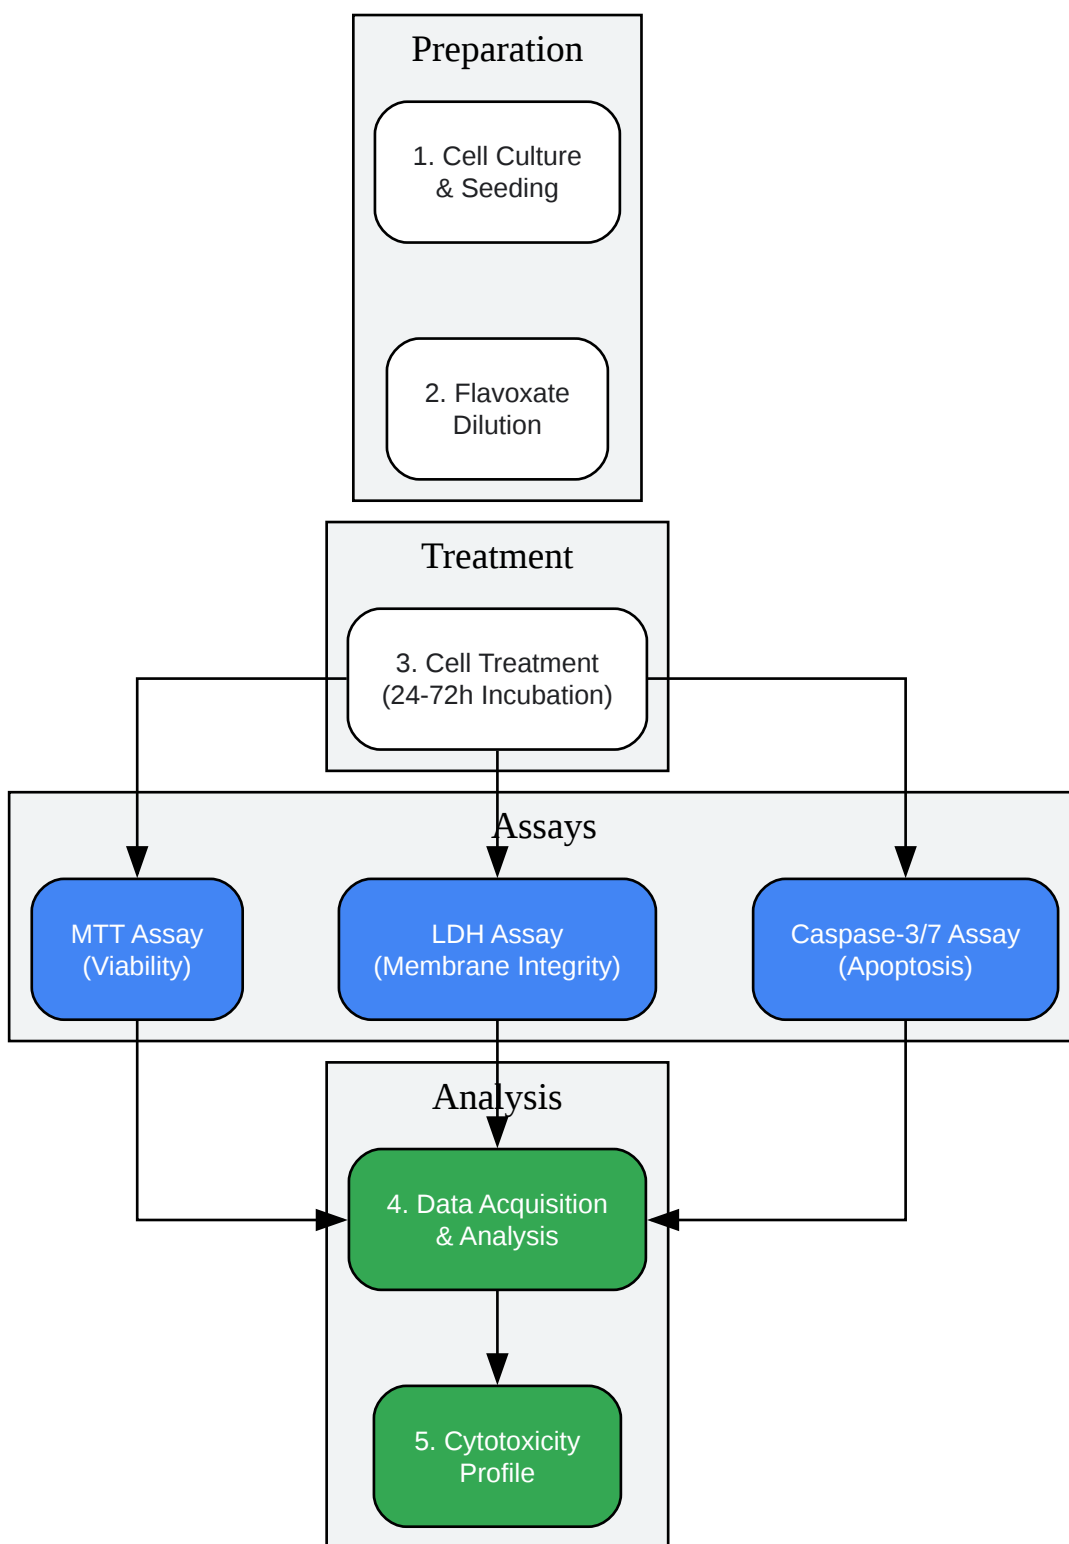 Preparation
1. Cell Culture
& Seeding
2. Flavoxate
Dilution
Treatment
3. Cell Treatment
(24-72h Incubation)
Assays
MTT Assay
(Viability)
LDH Assay
(Membrane Integrity)
Caspase-3/7 Assay
(Apoptosis)
Analysis
4. Data Acquisition
& Analysis
5. Cytotoxicity
Profile